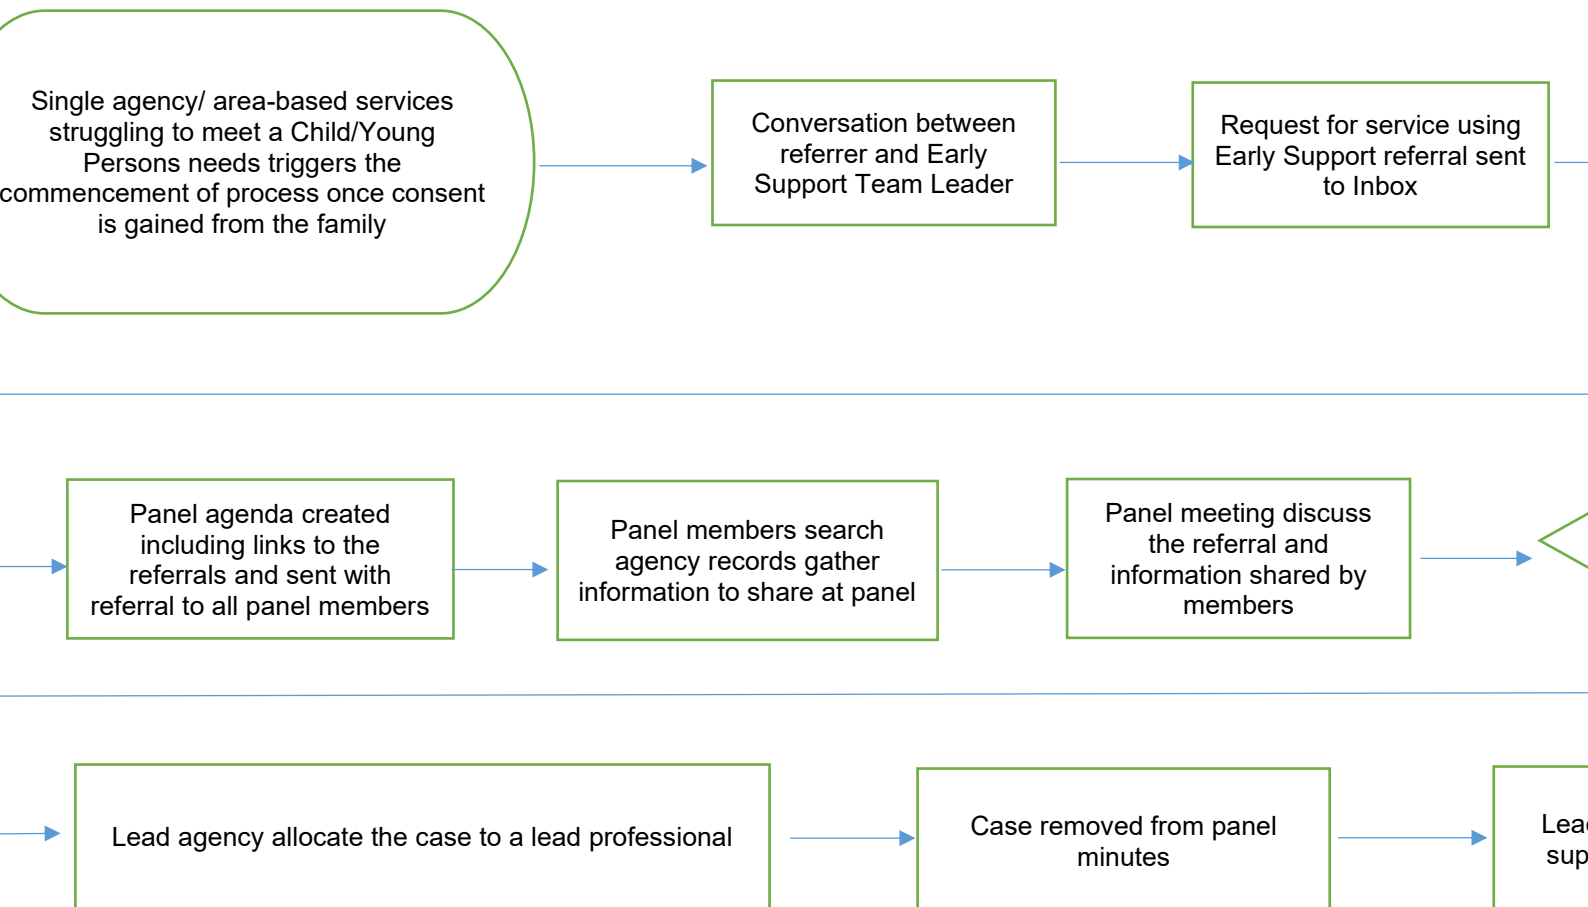 Single agency/ area-based services
struggling to meet a Child/Young
Persons needs triggers the
commencement of process once consent
is gained from the family
Conversation between
referrer and Early
Support Team Leader
Request for service using
Early Support referral sent
to Inbox
Panel agenda created
including links to the
referrals and sent with
referral to all panel members
Panel members search
agency records gather
information to share at panel
Panel meeting discuss
the referral and
information shared by
members
Lead agency allocate the case to a lead professional
Case removed from panel
minutes